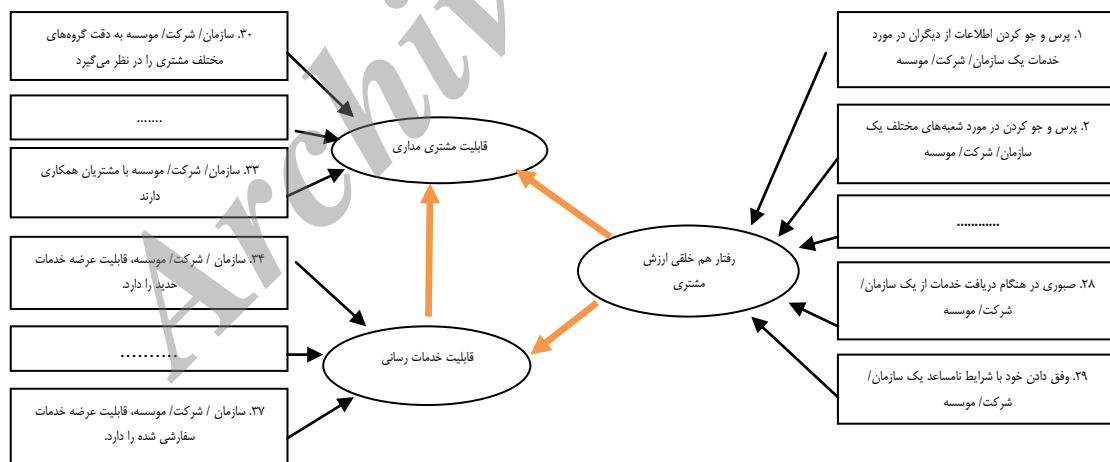 ۱. پرس و جو کردن اطلاعات از دیگران در مورد
خدمات یک سازمان/ شرکت/ موسسه
۲. پرس و جو کردن در مورد شعبه‌های مختلف یک
سازمان/ شرکت/ موسسه
............
۲۸. صبوری در هنگام دریافت خدمات از یک سازمان/
شرکت/ موسسه
۲۹. وفق دادن خود با شرایط نامساعد یک سازمان/
شرکت/ موسسه
رفتار هم خلقی ارزش
مشتری
قابلیت مشتری مداری
قابلیت خدمات رسانی
۳۰. سازمان/ شرکت/ موسسه به دقت گروه‌های
مختلف مشتری را در نظر می‌گیرد
.......
۳۳. سازمان/ شرکت/ موسسه با مشتریان همکاری
دارند
۳۴. سازمان / شرکت/ موسسه، قابلیت عرضه خدمات
جدید را دارد.
..........
۳۷. سازمان / شرکت/ موسسه، قابلیت عرضه خدمات
سفارشی شده را دارد.
Archiv